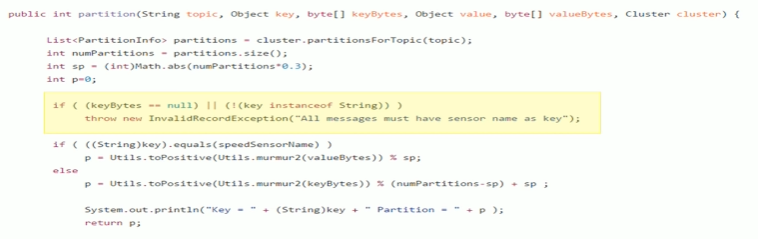 public int partition(String topic, Object key, byte[] keyBytes, Object value, byte[] valueBytes, Cluster cluster) {
List<PartitionInfo> partitions = cluster.partitionsForTopic(topic);
int numPartitions = partitions.size();
int sp = (int)Math.abs(numPartitions*0.3);
int p=0;
if ( (keyBytes == null) || (!(key instanceof String)) )
throw new InvalidRecordException("All messages must have sensor name as key");
if ( ((String)key).equals(speedSensorName) )
p = Utils.toPositive(Utils.murmur2(valueBytes)) % sp;
else
p = Utils.toPositive(Utils.murmur2(keyBytes)) % (numPartitions-sp) + sp ;
System.out.println("Key = " + (String)key + " Partition = " + p );
return p;